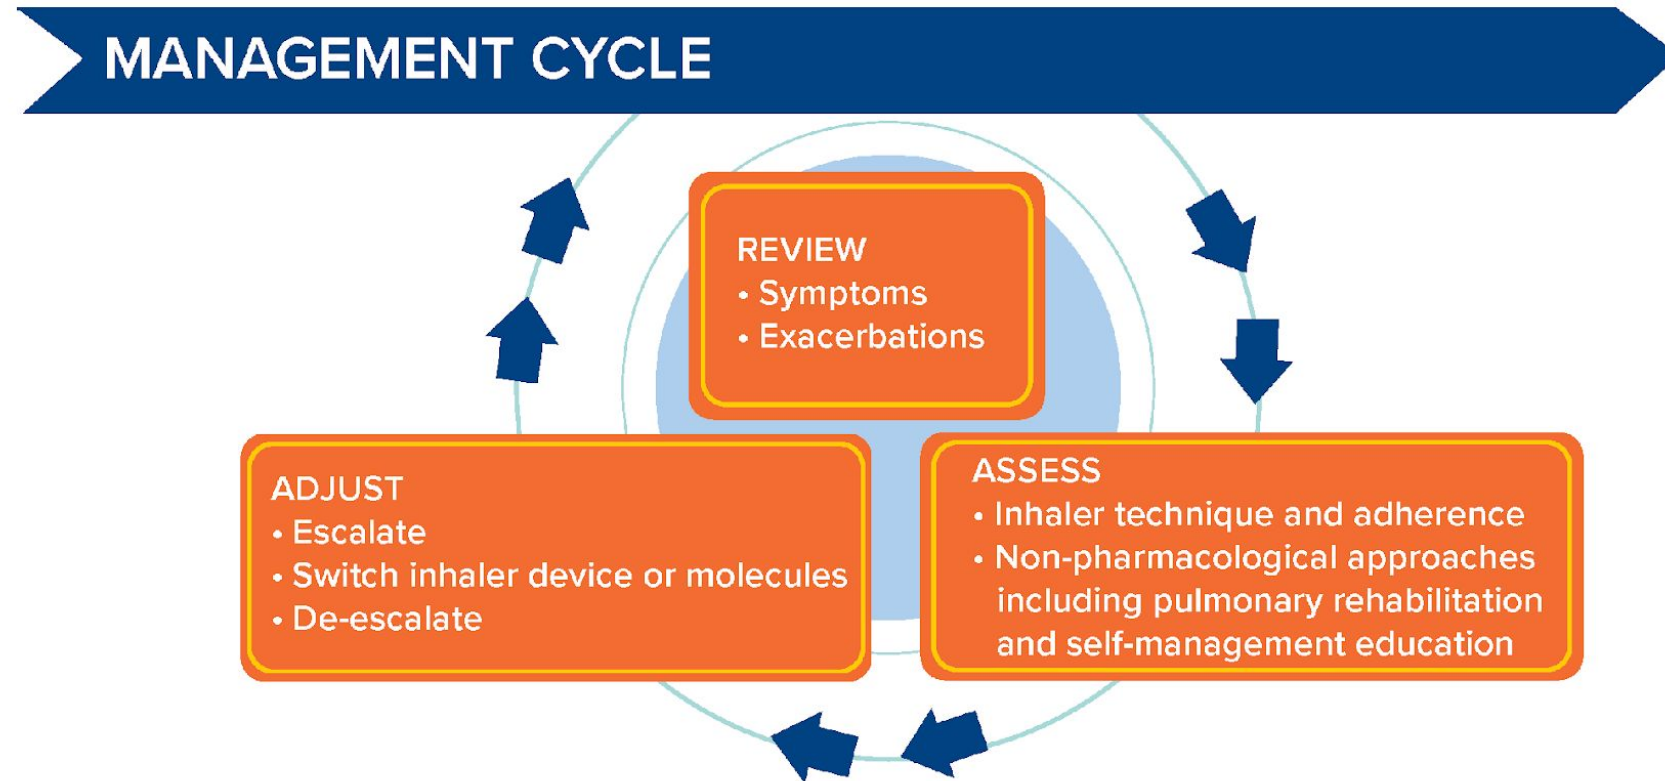 MANAGEMENT CYCLE
REVIEW
• Symptoms
• Exacerbations
ADJUST
• Escalate
• Switch inhaler device or molecules
• De-escalate
ASSESS
• Inhaler technique and adherence
• Non-pharmacological approaches
including pulmonary rehabilitation
and self-management education